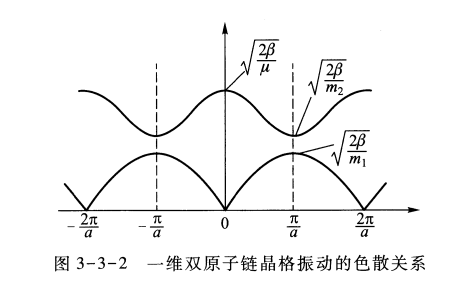 √(2β/μ)
√(2β/m₂)
√(2β/m₁)
-2π/a -π/a 0 π/a 2π/a
图 3-3-2 一维双原子链晶格振动的色散关系